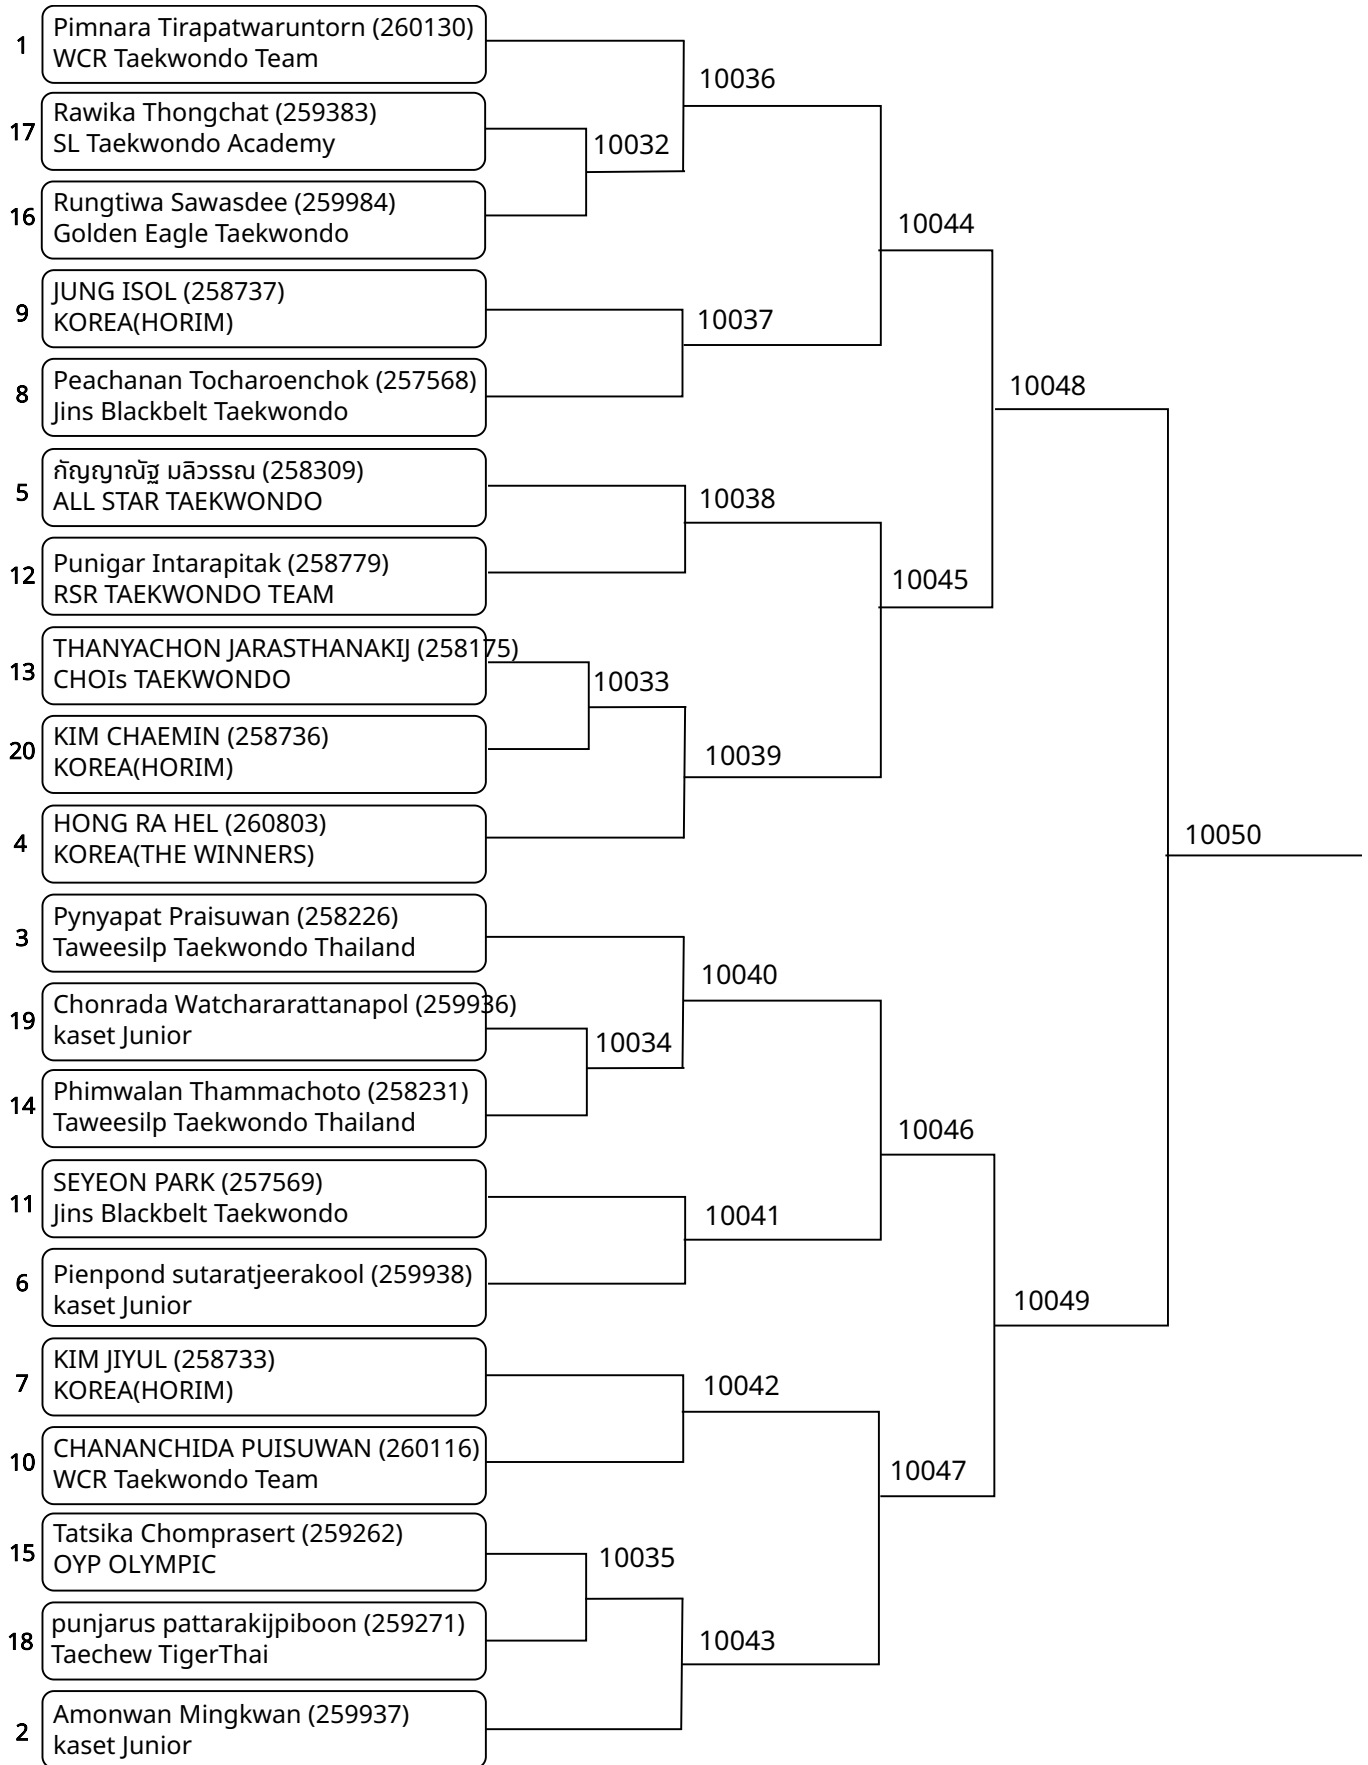 1
Pimnara Tirapatwaruntorn (260130)
WCR Taekwondo Team
10036
17
Rawika Thongchat (259383)
SL Taekwondo Academy
10032
16
Rungtiwa Sawasdee (259984)
Golden Eagle Taekwondo
10044
9
JUNG ISOL (258737)
KOREA(HORIM)
10037
8
Peachanan Tocharoenchok (257568)
Jins Blackbelt Taekwondo
10048
5
กัญญาณัฐ มลิวรรณ (258309)
ALL STAR TAEKWONDO
10038
12
Punigar Intarapitak (258779)
RSR TAEKWONDO TEAM
10045
13
THANYACHON JARASTHANAKIJ (258175)
CHOIs TAEKWONDO
10033
20
KIM CHAEMIN (258736)
KOREA(HORIM)
10039
4
HONG RA HEL (260803)
KOREA(THE WINNERS)
10050
3
Pynyapat Praisuwan (258226)
Taweesilp Taekwondo Thailand
10040
19
Chonrada Watchararattanapol (259936)
kaset Junior
10034
14
Phimwalan Thammachoto (258231)
Taweesilp Taekwondo Thailand
10046
11
SEYEON PARK (257569)
Jins Blackbelt Taekwondo
10041
6
Pienpond sutaratjeerakool (259938)
kaset Junior
10049
7
KIM JIYUL (258733)
KOREA(HORIM)
10042
10
CHANANCHIDA PUISUWAN (260116)
WCR Taekwondo Team
10047
15
Tatsika Chomprasert (259262)
OYP OLYMPIC
10035
18
punjarus pattarakijpiboon (259271)
Taechew TigerThai
10043
2
Amonwan Mingkwan (259937)
kaset Junior